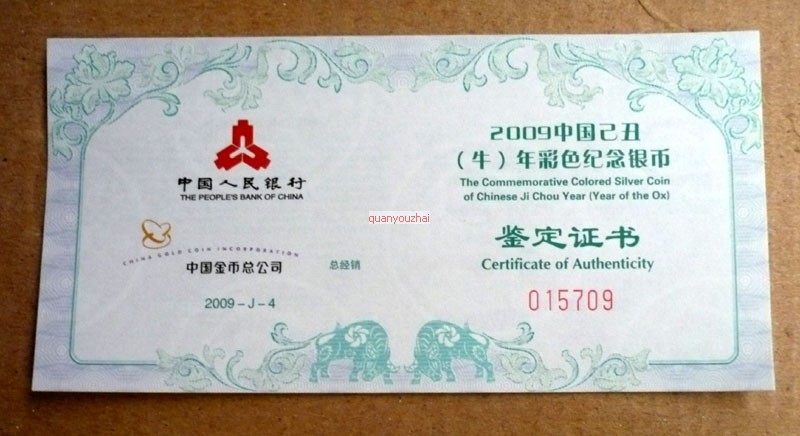 中国人民银行
THE PEOPLE'S BANK OF CHINA
CHINA GOLD COIN INCORPORATION
中国金币总公司
总经销
2009-J-4
2009中国己丑
（牛）年彩色纪念银币
The Commemorative Colored Silver Coin
of Chinese Ji Chou Year (Year of the Ox)
quanyouzhai
鉴定证书
Certificate of Authenticity
015709